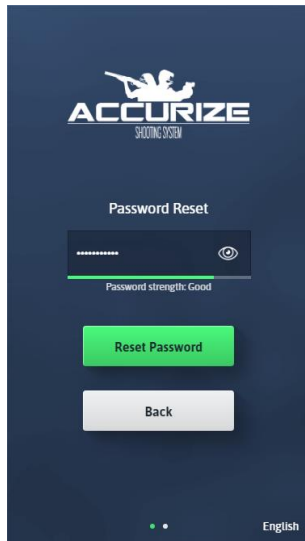 ACCURIZE
SHOOTING SYSTEM
Password Reset
•••••••••••
Password strength: Good
Reset Password
Back
English